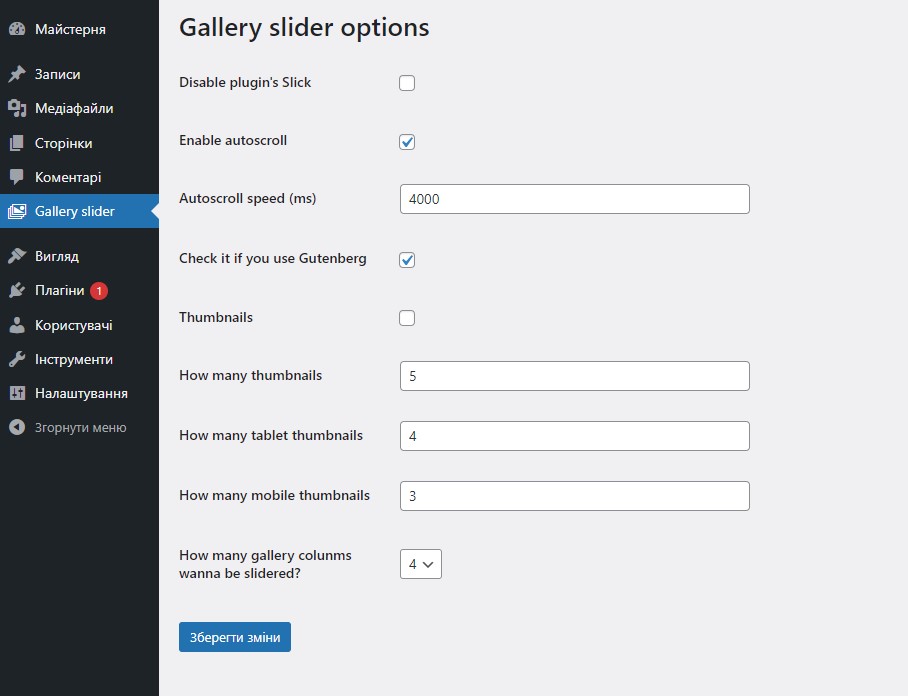 Майстерня
Записи
Медіафайли
Сторінки
Коментарі
Gallery slider
Вигляд
Плагіни 1
Користувачі
Інструменти
Налаштування
Згорнути меню
Gallery slider options
Disable plugin's Slick
Enable autoscroll
Autoscroll speed (ms) 4000
Check it if you use Gutenberg
Thumbnails
How many thumbnails 5
How many tablet thumbnails 4
How many mobile thumbnails 3
How many gallery colunms
wanna be slidered? 4
Зберегти зміни